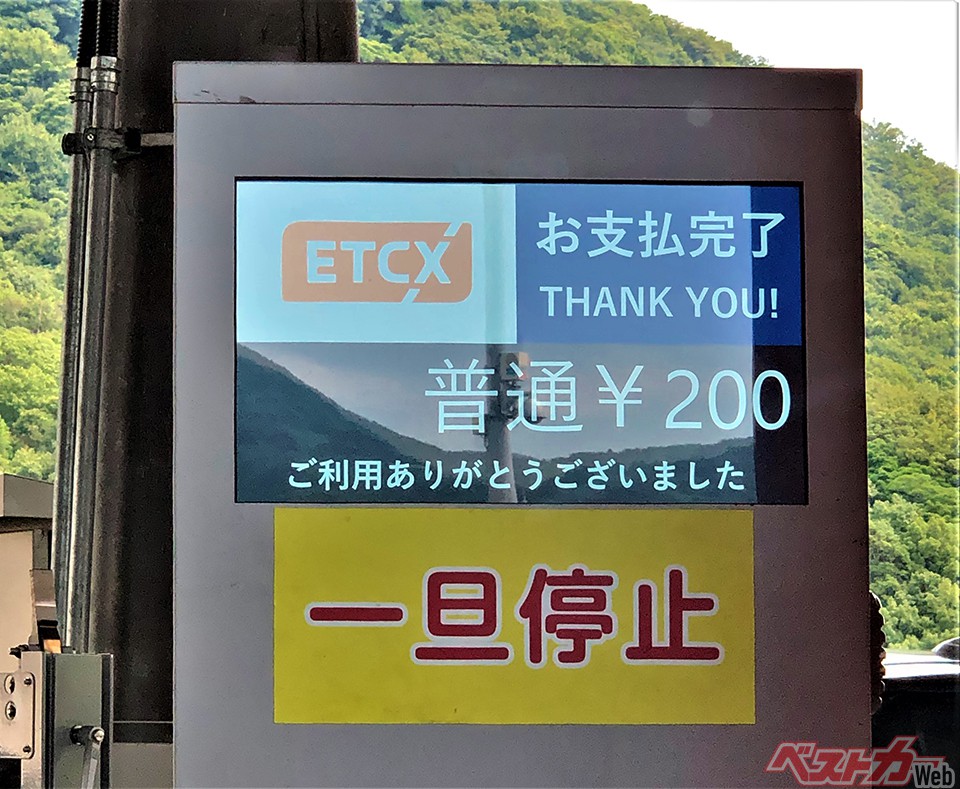 ETCX
お支払完了
THANK YOU!
普通¥200
ご利用ありがとうございました
一旦停止
ベストカーWeb